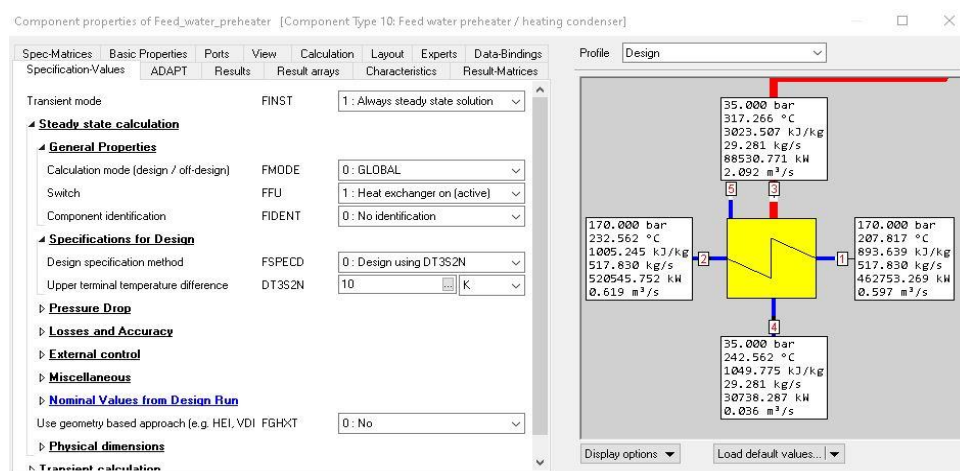 Component properties of Feed_water_preheater [Component Type 10: Feed water preheater / heating condenser]
Spec-Matrices Basic Properties Ports View Calculation Layout Experts Data-Bindings
Specification-Values ADAPT Results Result arrays Characteristics Result-Matrices
Profile Design
Transient mode FINST 1 : Always steady state solution
Steady state calculation
General Properties
Calculation mode (design / off-design) FMODE 0 : GLOBAL
Switch FFU 1 : Heat exchanger on (active)
Component identification FIDENT 0 : No identification
Specifications for Design
Design specification method FSPECD 0 : Design using DT3S2N
Upper terminal temperature difference DT3S2N 10 ... K
Pressure Drop
Losses and Accuracy
External control
Miscellaneous
Nominal Values from Design Run
Use geometry based approach (e.g. HEI, VDI FGHXT 0 : No
Physical dimensions
Transient calculation
35.000 bar
317.266 °C
3023.507 kJ/kg
29.281 kg/s
88530.771 kW
2.092 m³/s
5 3
170.000 bar
232.562 °C
1005.245 kJ/kg
517.830 kg/s
520545.752 kW
0.619 m³/s
2
1
170.000 bar
207.817 °C
893.639 kJ/kg
517.830 kg/s
462753.269 kW
0.597 m³/s
4
35.000 bar
242.562 °C
1049.775 kJ/kg
29.281 kg/s
30738.287 kW
0.036 m³/s
Display options Load default values...